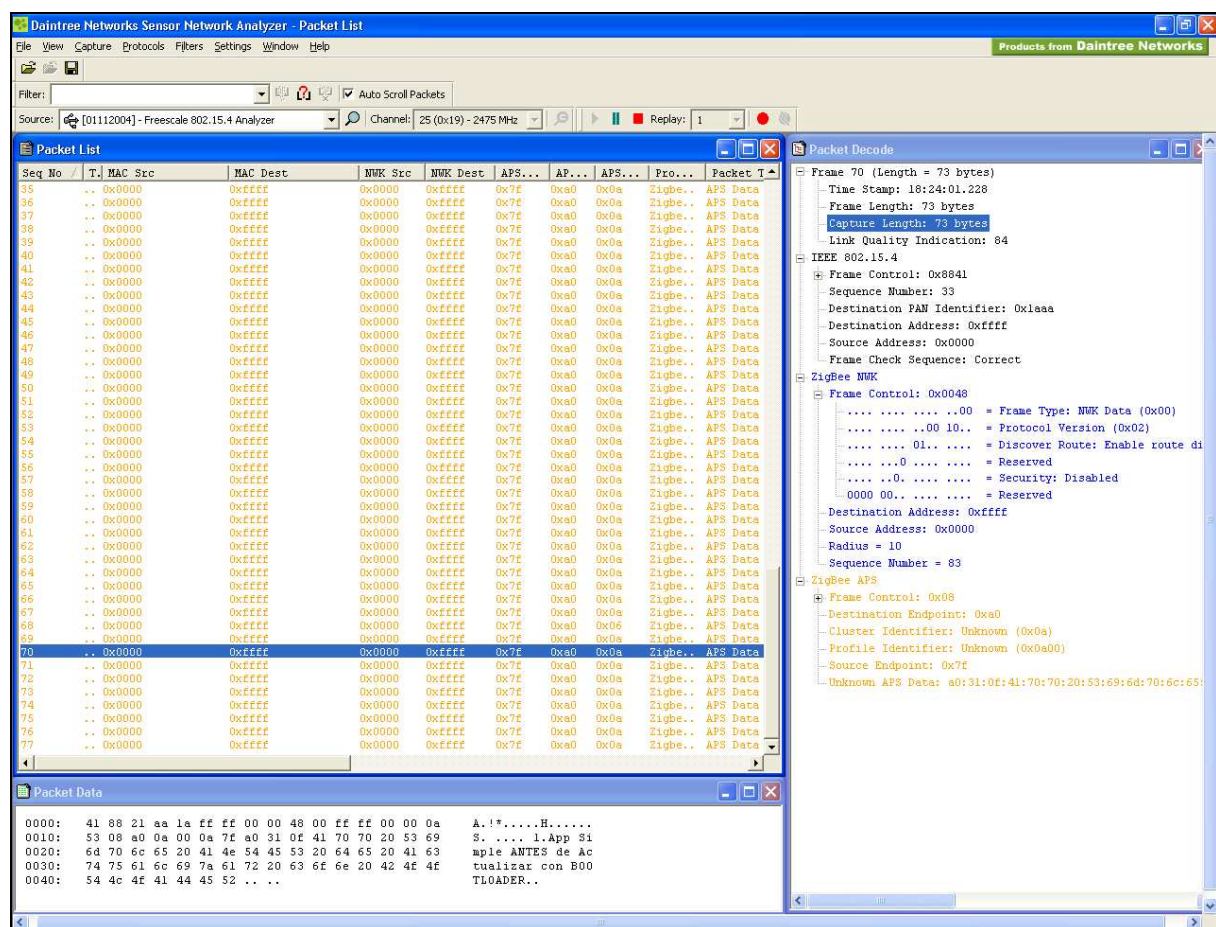 Daintree Networks Sensor Network Analyzer - Packet List
File View Capture Protocols Filters Settings Window Help
Products from Daintree Networks
Filter:
Auto Scroll Packets
Source: [01112004] - Freescale 802.15.4 Analyzer Channel: 25 (0x19) - 2475 MHz Replay: 1
Packet List
Seq No / T. MAC Src MAC Dest NWK Src NWK Dest APS... AP... APS... Pro... Packet T
35 .. 0x0000 0xffff 0x0000 0xffff 0x7f 0xa0 0x0a Zigbe.. APS Data
36 .. 0x0000 0xffff 0x0000 0xffff 0x7f 0xa0 0x0a Zigbe.. APS Data
37 .. 0x0000 0xffff 0x0000 0xffff 0x7f 0xa0 0x0a Zigbe.. APS Data
38 .. 0x0000 0xffff 0x0000 0xffff 0x7f 0xa0 0x0a Zigbe.. APS Data
39 .. 0x0000 0xffff 0x0000 0xffff 0x7f 0xa0 0x0a Zigbe.. APS Data
40 .. 0x0000 0xffff 0x0000 0xffff 0x7f 0xa0 0x0a Zigbe.. APS Data
41 .. 0x0000 0xffff 0x0000 0xffff 0x7f 0xa0 0x0a Zigbe.. APS Data
42 .. 0x0000 0xffff 0x0000 0xffff 0x7f 0xa0 0x0a Zigbe.. APS Data
43 .. 0x0000 0xffff 0x0000 0xffff 0x7f 0xa0 0x0a Zigbe.. APS Data
44 .. 0x0000 0xffff 0x0000 0xffff 0x7f 0xa0 0x0a Zigbe.. APS Data
45 .. 0x0000 0xffff 0x0000 0xffff 0x7f 0xa0 0x0a Zigbe.. APS Data
46 .. 0x0000 0xffff 0x0000 0xffff 0x7f 0xa0 0x0a Zigbe.. APS Data
47 .. 0x0000 0xffff 0x0000 0xffff 0x7f 0xa0 0x0a Zigbe.. APS Data
48 .. 0x0000 0xffff 0x0000 0xffff 0x7f 0xa0 0x0a Zigbe.. APS Data
49 .. 0x0000 0xffff 0x0000 0xffff 0x7f 0xa0 0x0a Zigbe.. APS Data
50 .. 0x0000 0xffff 0x0000 0xffff 0x7f 0xa0 0x0a Zigbe.. APS Data
51 .. 0x0000 0xffff 0x0000 0xffff 0x7f 0xa0 0x0a Zigbe.. APS Data
52 .. 0x0000 0xffff 0x0000 0xffff 0x7f 0xa0 0x0a Zigbe.. APS Data
53 .. 0x0000 0xffff 0x0000 0xffff 0x7f 0xa0 0x0a Zigbe.. APS Data
54 .. 0x0000 0xffff 0x0000 0xffff 0x7f 0xa0 0x0a Zigbe.. APS Data
55 .. 0x0000 0xffff 0x0000 0xffff 0x7f 0xa0 0x0a Zigbe.. APS Data
56 .. 0x0000 0xffff 0x0000 0xffff 0x7f 0xa0 0x0a Zigbe.. APS Data
57 .. 0x0000 0xffff 0x0000 0xffff 0x7f 0xa0 0x0a Zigbe.. APS Data
58 .. 0x0000 0xffff 0x0000 0xffff 0x7f 0xa0 0x0a Zigbe.. APS Data
59 .. 0x0000 0xffff 0x0000 0xffff 0x7f 0xa0 0x0a Zigbe.. APS Data
60 .. 0x0000 0xffff 0x0000 0xffff 0x7f 0xa0 0x0a Zigbe.. APS Data
61 .. 0x0000 0xffff 0x0000 0xffff 0x7f 0xa0 0x0a Zigbe.. APS Data
62 .. 0x0000 0xffff 0x0000 0xffff 0x7f 0xa0 0x0a Zigbe.. APS Data
63 .. 0x0000 0xffff 0x0000 0xffff 0x7f 0xa0 0x0a Zigbe.. APS Data
64 .. 0x0000 0xffff 0x0000 0xffff 0x7f 0xa0 0x0a Zigbe.. APS Data
65 .. 0x0000 0xffff 0x0000 0xffff 0x7f 0xa0 0x0a Zigbe.. APS Data
66 .. 0x0000 0xffff 0x0000 0xffff 0x7f 0xa0 0x0a Zigbe.. APS Data
67 .. 0x0000 0xffff 0x0000 0xffff 0x7f 0xa0 0x0a Zigbe.. APS Data
68 .. 0x0000 0xffff 0x0000 0xffff 0x7f 0xa0 0x06 Zigbe.. APS Data
69 .. 0x0000 0xffff 0x0000 0xffff 0x7f 0xa0 0x0a Zigbe.. APS Data
70 .. 0x0000 0xffff 0x0000 0xffff 0x7f 0xa0 0x0a Zigbe.. APS Data
71 .. 0x0000 0xffff 0x0000 0xffff 0x7f 0xa0 0x0a Zigbe.. APS Data
72 .. 0x0000 0xffff 0x0000 0xffff 0x7f 0xa0 0x0a Zigbe.. APS Data
73 .. 0x0000 0xffff 0x0000 0xffff 0x7f 0xa0 0x0a Zigbe.. APS Data
74 .. 0x0000 0xffff 0x0000 0xffff 0x7f 0xa0 0x0a Zigbe.. APS Data
75 .. 0x0000 0xffff 0x0000 0xffff 0x7f 0xa0 0x0a Zigbe.. APS Data
76 .. 0x0000 0xffff 0x0000 0xffff 0x7f 0xa0 0x0a Zigbe.. APS Data
77 .. 0x0000 0xffff 0x0000 0xffff 0x7f 0xa0 0x0a Zigbe.. APS Data
Packet Decode
Frame 70 (Length = 73 bytes)
Time Stamp: 18:24:01.228
Frame Length: 73 bytes
Capture Length: 73 bytes
Link Quality Indication: 84
IEEE 802.15.4
Frame Control: 0x8841
Sequence Number: 33
Destination PAN Identifier: 0x1aaa
Destination Address: 0xffff
Source Address: 0x0000
Frame Check Sequence: Correct
ZigBee NWK
Frame Control: 0x0048
.... .... .... ..00 = Frame Type: NWK Data (0x00)
.... .... ..00 10.. = Protocol Version (0x02)
.... .... 01.. .... = Discover Route: Enable route di
.... ...0 .... .... = Reserved
.... ..0. .... .... = Security: Disabled
0000 00.. .... .... = Reserved
Destination Address: 0xffff
Source Address: 0x0000
Radius = 10
Sequence Number = 83
ZigBee APS
Frame Control: 0x08
Destination Endpoint: 0xa0
Cluster Identifier: Unknown (0x0a)
Profile Identifier: Unknown (0x0a00)
Source Endpoint: 0x7f
Unknown APS Data: a0:31:0f:41:70:70:20:53:69:6d:70:6c:65:
Packet Data
0000: 41 88 21 aa 1a ff ff 00 00 48 00 ff ff 00 00 0a A.!*.....H......
0010: 53 08 a0 0a 00 0a 7f a0 31 0f 41 70 70 20 53 69 S. .... 1.App Si
0020: 6d 70 6c 65 20 41 4e 54 45 53 20 64 65 20 41 63 mple ANTES de Ac
0030: 74 75 61 6c 69 7a 61 72 20 63 6f 6e 20 42 4f 4f tualizar con BOO
0040: 54 4c 4f 41 44 45 52 .. .. TLOADER..